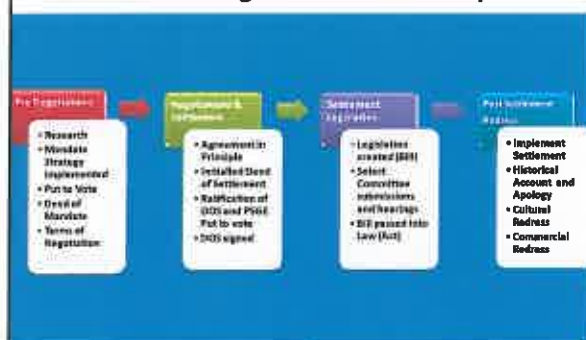 Pre Negotiations
• Research
• Mandate
Strategy
Implemented
• Put to Vote
• Deed of
Mandate
• Terms of
Negotiation
Negotiations &
Settlement
• Agreement in
Principle
• Initialled Deed
of Settlement
• Ratification of
DOS and PSGE
Put to vote
• DOS signed
Settlement
Legislation
• Legislation
created (Bill)
• Select
Committee
submissions
and hearings
• Bill passed into
Law (Act)
Post Settlement
Redress
• Implement
Settlement
• Historical
Account and
Apology
• Cultural
Redress
• Commercial
Redress